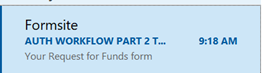 Formsite
AUTH WORKFLOW PART 2 T... 9:18 AM
Your Request for Funds form